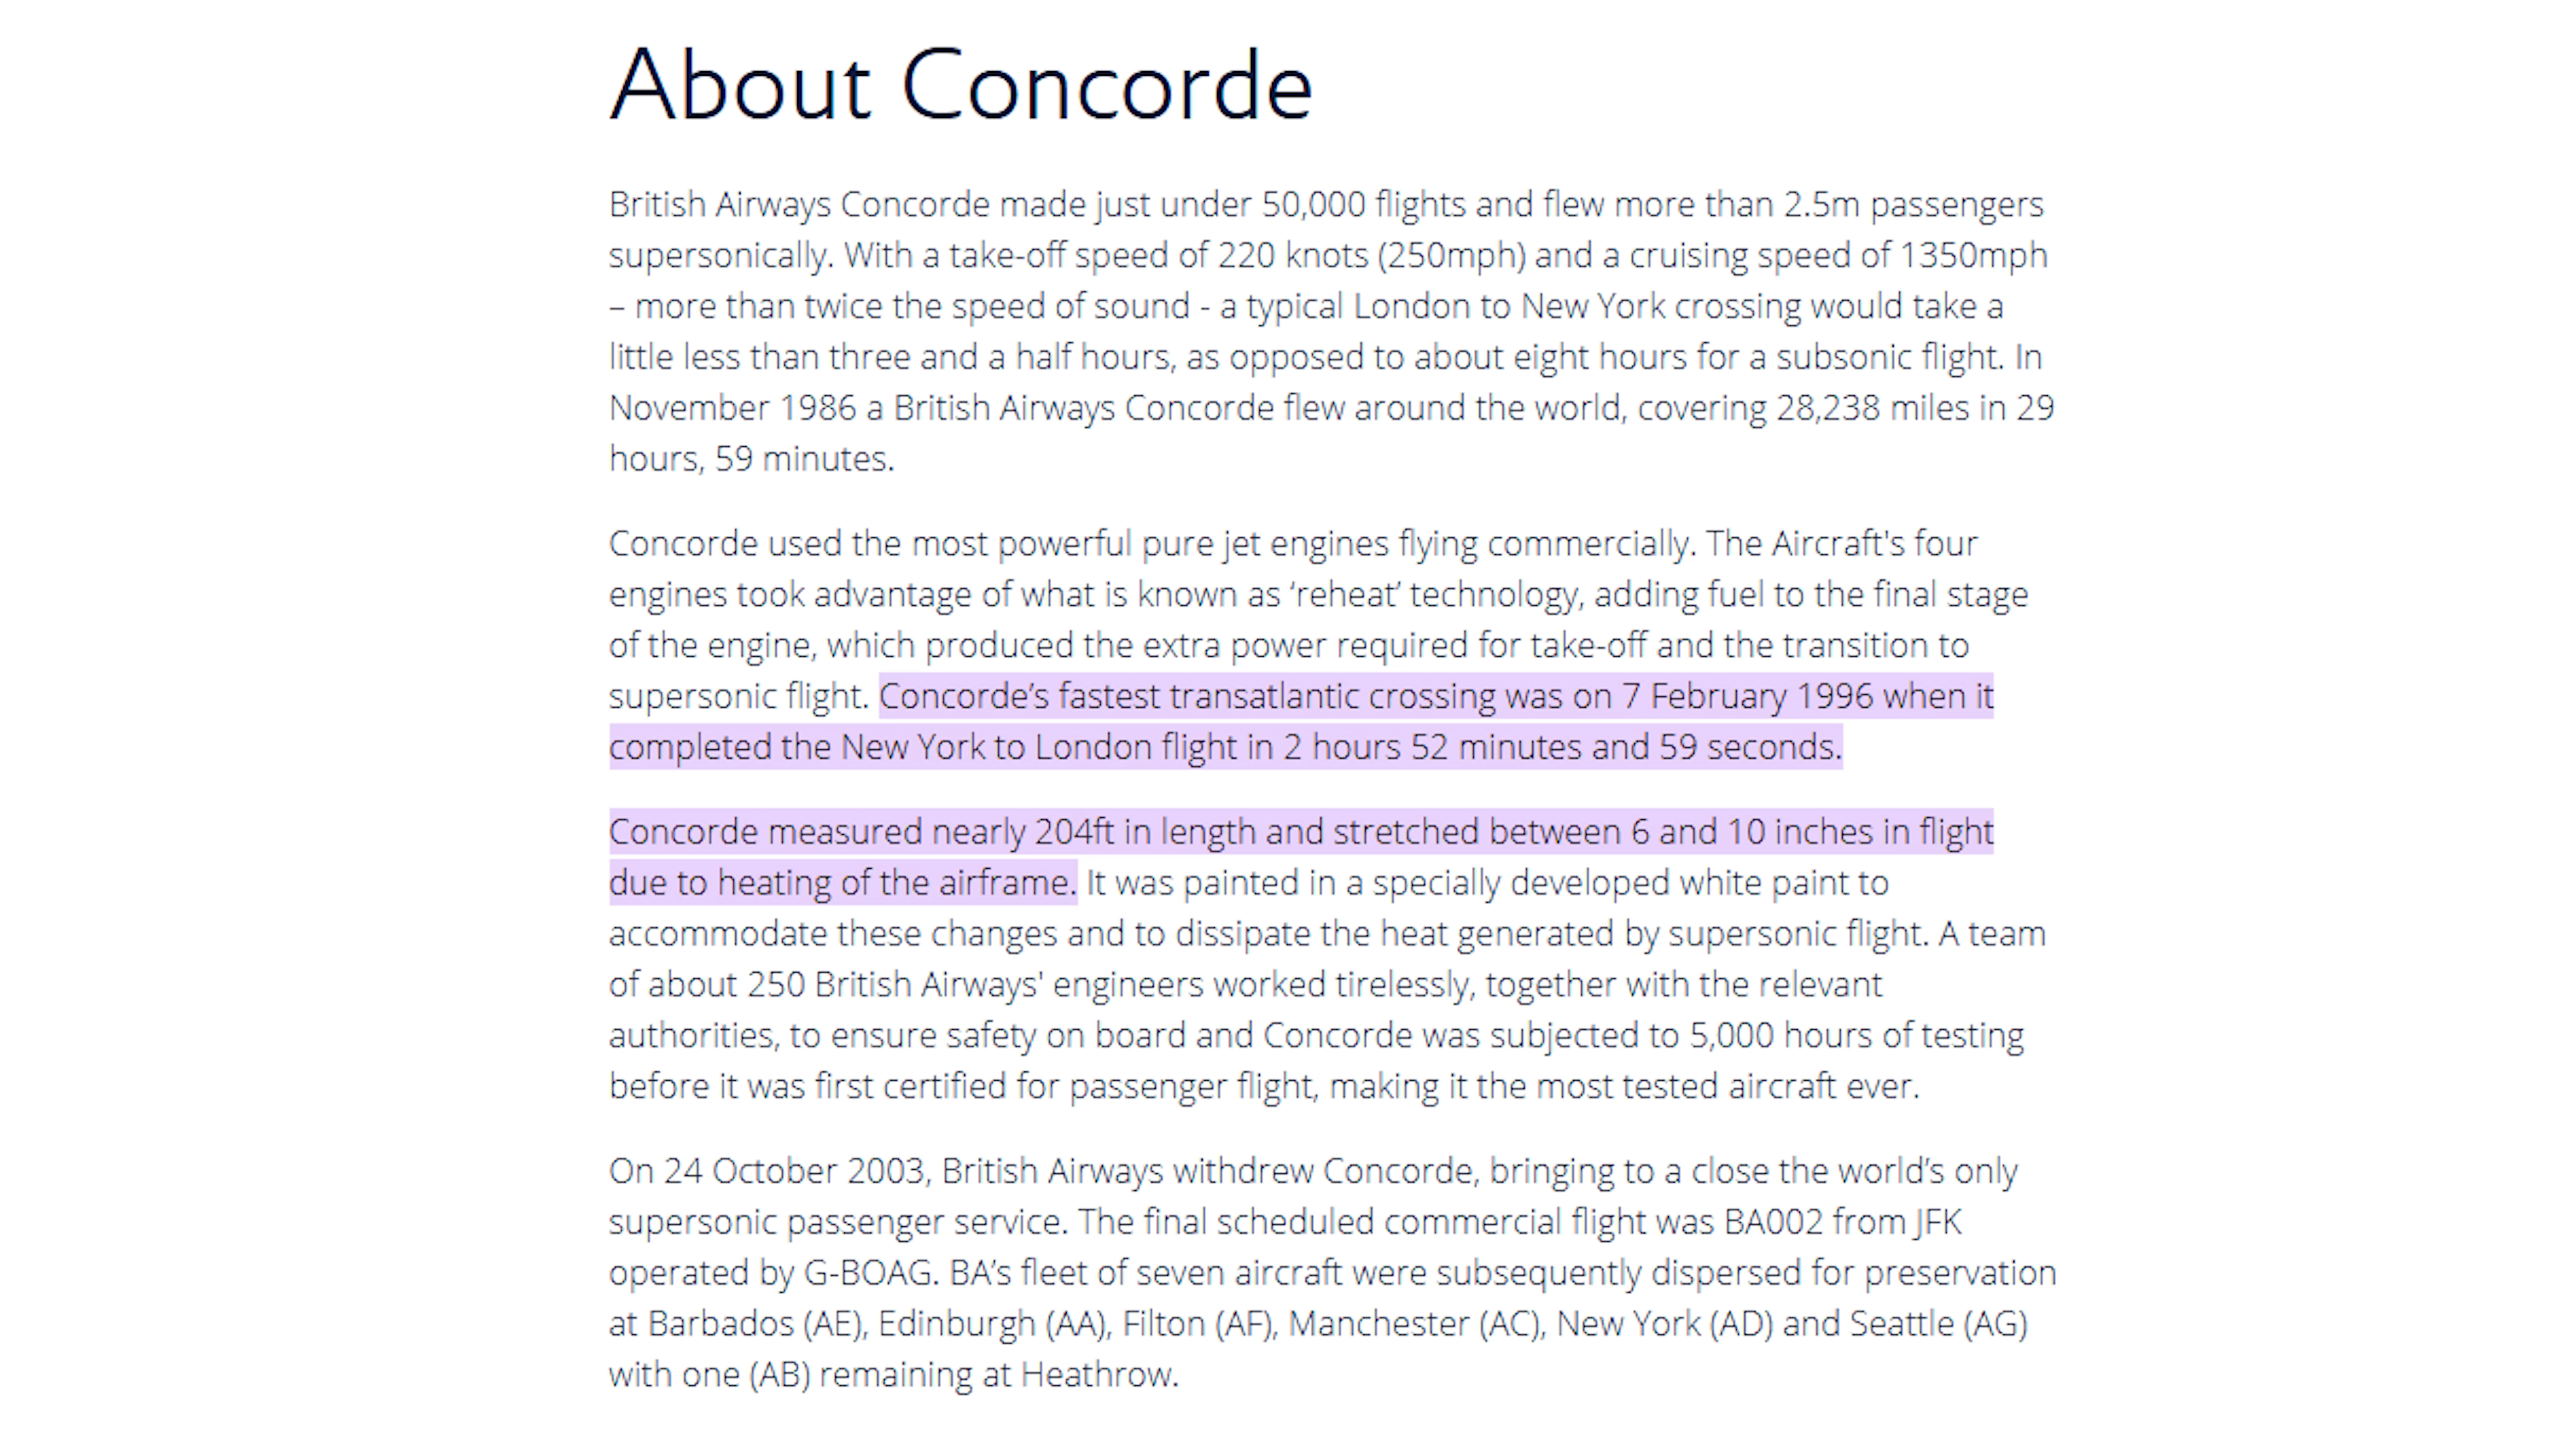 About Concorde
British Airways Concorde made just under 50,000 flights and flew more than 2.5m passengers
supersonically. With a take-off speed of 220 knots (250mph) and a cruising speed of 1350mph
– more than twice the speed of sound - a typical London to New York crossing would take a
little less than three and a half hours, as opposed to about eight hours for a subsonic flight. In
November 1986 a British Airways Concorde flew around the world, covering 28,238 miles in 29
hours, 59 minutes.
Concorde used the most powerful pure jet engines flying commercially. The Aircraft's four
engines took advantage of what is known as ‘reheat’ technology, adding fuel to the final stage
of the engine, which produced the extra power required for take-off and the transition to
supersonic flight. Concorde’s fastest transatlantic crossing was on 7 February 1996 when it
completed the New York to London flight in 2 hours 52 minutes and 59 seconds.
Concorde measured nearly 204ft in length and stretched between 6 and 10 inches in flight
due to heating of the airframe. It was painted in a specially developed white paint to
accommodate these changes and to dissipate the heat generated by supersonic flight. A team
of about 250 British Airways' engineers worked tirelessly, together with the relevant
authorities, to ensure safety on board and Concorde was subjected to 5,000 hours of testing
before it was first certified for passenger flight, making it the most tested aircraft ever.
On 24 October 2003, British Airways withdrew Concorde, bringing to a close the world’s only
supersonic passenger service. The final scheduled commercial flight was BA002 from JFK
operated by G-BOAG. BA’s fleet of seven aircraft were subsequently dispersed for preservation
at Barbados (AE), Edinburgh (AA), Filton (AF), Manchester (AC), New York (AD) and Seattle (AG)
with one (AB) remaining at Heathrow.